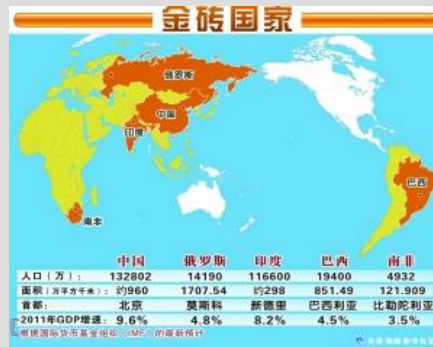 金砖国家
俄罗斯
中国
印度
巴西
南非
中国 俄罗斯 印度 巴西 南非
人口（万）： 132802 14190 116600 19400 4932
面积（万平方千米）： 约960 1707.54 约298 851.49 121.909
首都： 北京 莫斯科 新德里 巴西利亚 比勒陀利亚
2011年GDP增速： 9.6% 4.8% 8.2% 4.5% 3.5%
根据国际货币基金组织（IMF）的最新预计